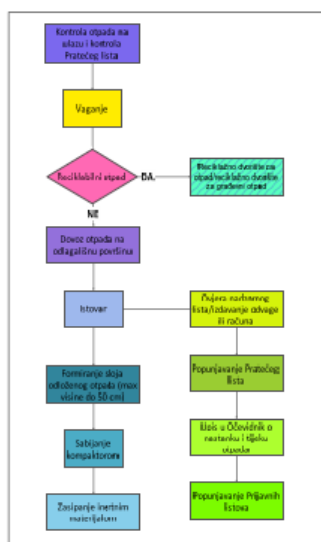 Kontrola otpada na
ulazu i kontrola
Pratećeg lista
Vaganje
Reciklabilni otpad
DA
Reciklažno dvorište za
otpad/reciklažno dvorište
za građevni otpad
NE
Dovoz otpada na
odlagališnu površinu
Istovar
Ovjera
lista/izdavanje odvage
ili računa
Formiranje sloja
odloženog otpada (max
visine do 50 cm)
Popunjavanje Pratećeg
lista
Sabijanje
kompaktorom
Upis u Očevidnik o
nastanku i tijeku
otpada
Zasipanje inertnim
materijalom
Popunjavanje Prijavnih
listova